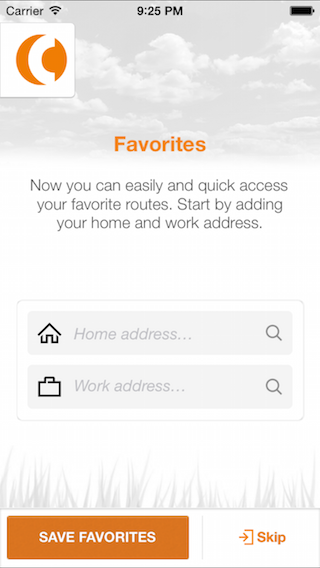 Carrier 9:25 PM
Favorites
Now you can easily and quick access
your favorite routes. Start by adding
your home and work address.
Home address...
Work address...
SAVE FAVORITES
Skip